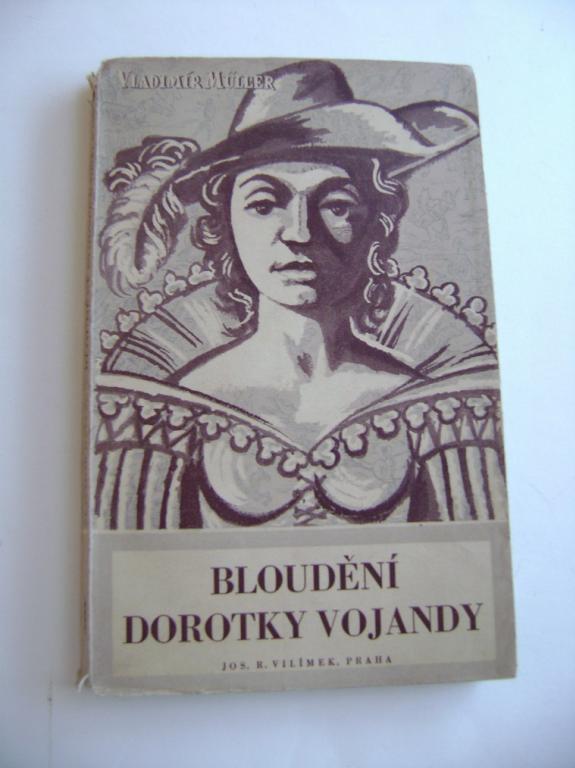 VLADIMÍR MÜLLER
BLOUDĚNÍ
DOROTKY VOJANDY
JOS. R. VILÍMEK, PRAHA